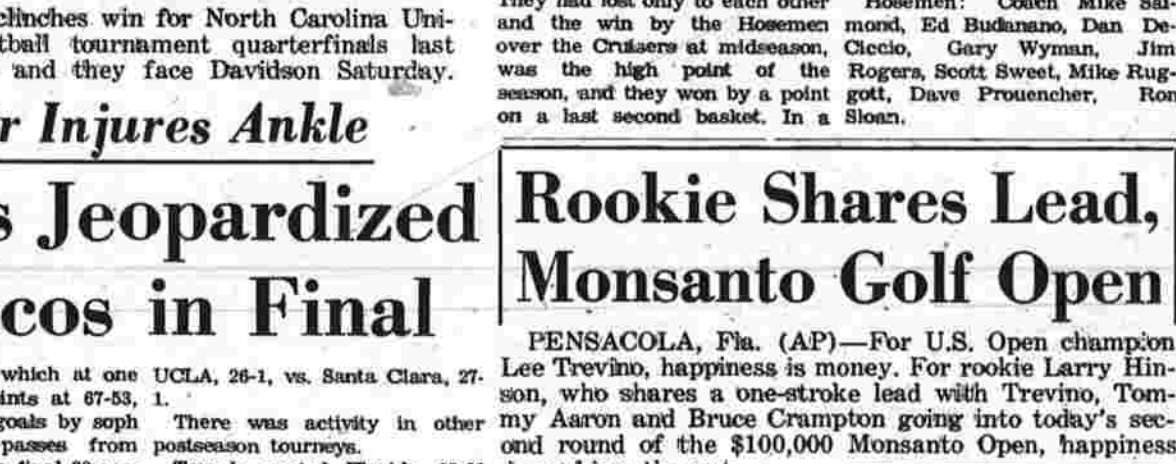 clinches win for North Carolina Uni-
tball tournament quarterfinals last
and they face Davidson Saturday.
r Injures Ankle
s Jeopardized
cos in Final
which at one
ints at 67-53,
goals by soph
passes from
UCLA, 26-1, vs. Santa Clara, 27-
1.
There was activity in other
postseason tourneys.
They had lost only to each other
and the win by the Hosemen
over the Cruisers at midseason,
was the high point of the
season, and they won by a point
on a last second basket. In a
Hosemen: Coach Mike Sal-
mond, Ed Budanano, Dan De-
Ciccio, Gary Wyman, Jim
Rogers, Scott Sweet, Mike Rug-
gott, Dave Prouencher, Ron
Sloan.
Rookie Shares Lead,
Monsanto Golf Open
PENSACOLA, Fla. (AP)—For U.S. Open champion
Lee Trevino, happiness is money. For rookie Larry Hin-
son, who shares a one-stroke lead with Trevino, Tom-
my Aaron and Bruce Crampton going into today's sec-
ond round of the $100,000 Monsanto Open, happiness